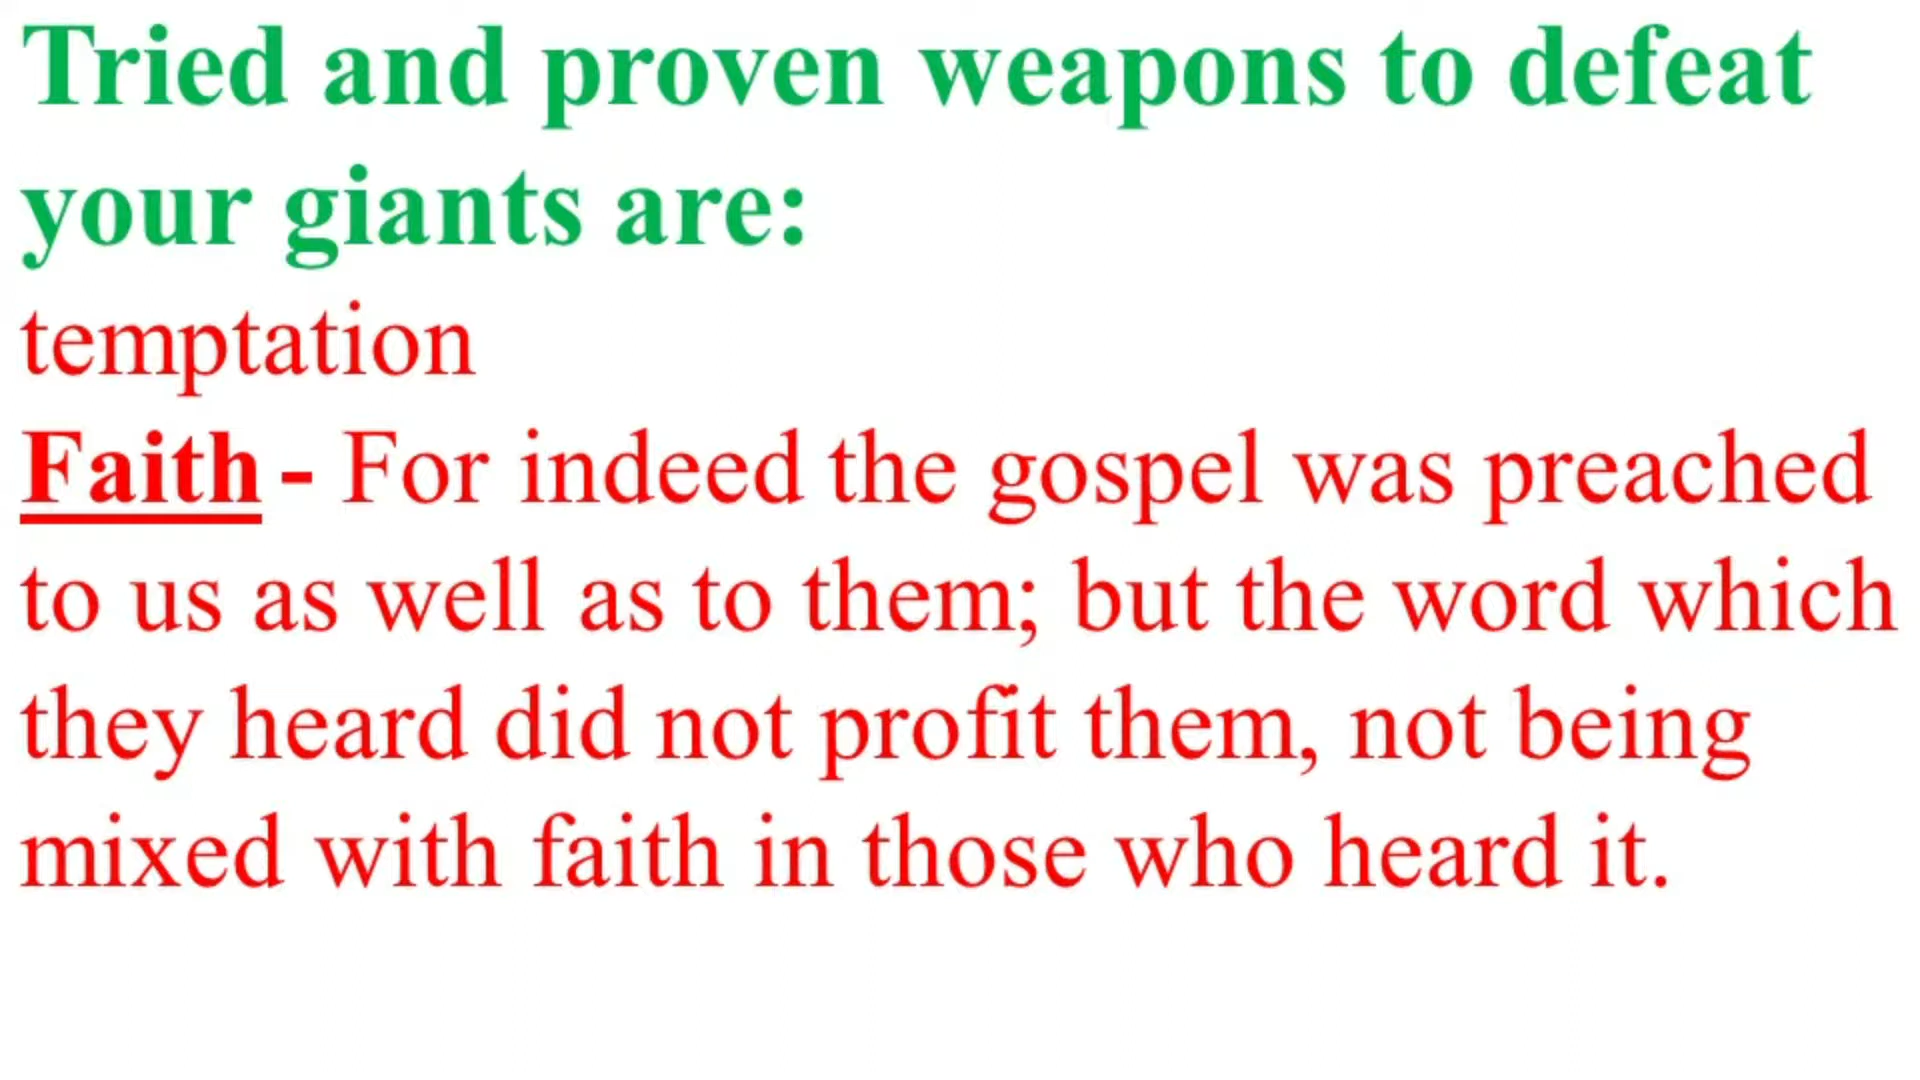 Tried and proven weapons to defeat
your giants are:
temptation
Faith - For indeed the gospel was preached
to us as well as to them; but the word which
they heard did not profit them, not being
mixed with faith in those who heard it.